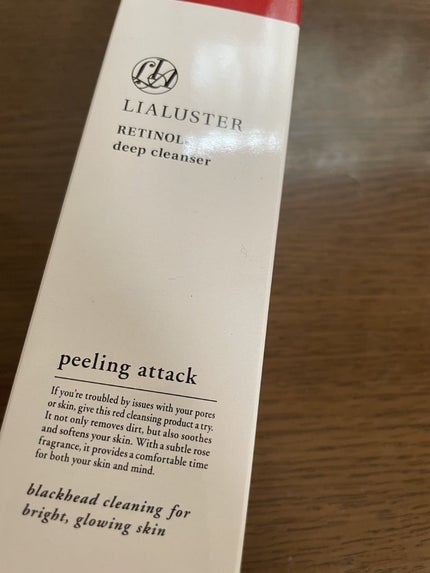 LIALUSTER
RETINOL
deep cleanser
peeling attack
If you're troubled by issues with your pores
or skin, give this red cleansing product a try.
It not only removes dirt, but also soothes
and softens your skin. With a subtle rose
fragrance, it provides a comfortable time
for both your skin and mind.
blackhead cleaning for
bright, glowing skin